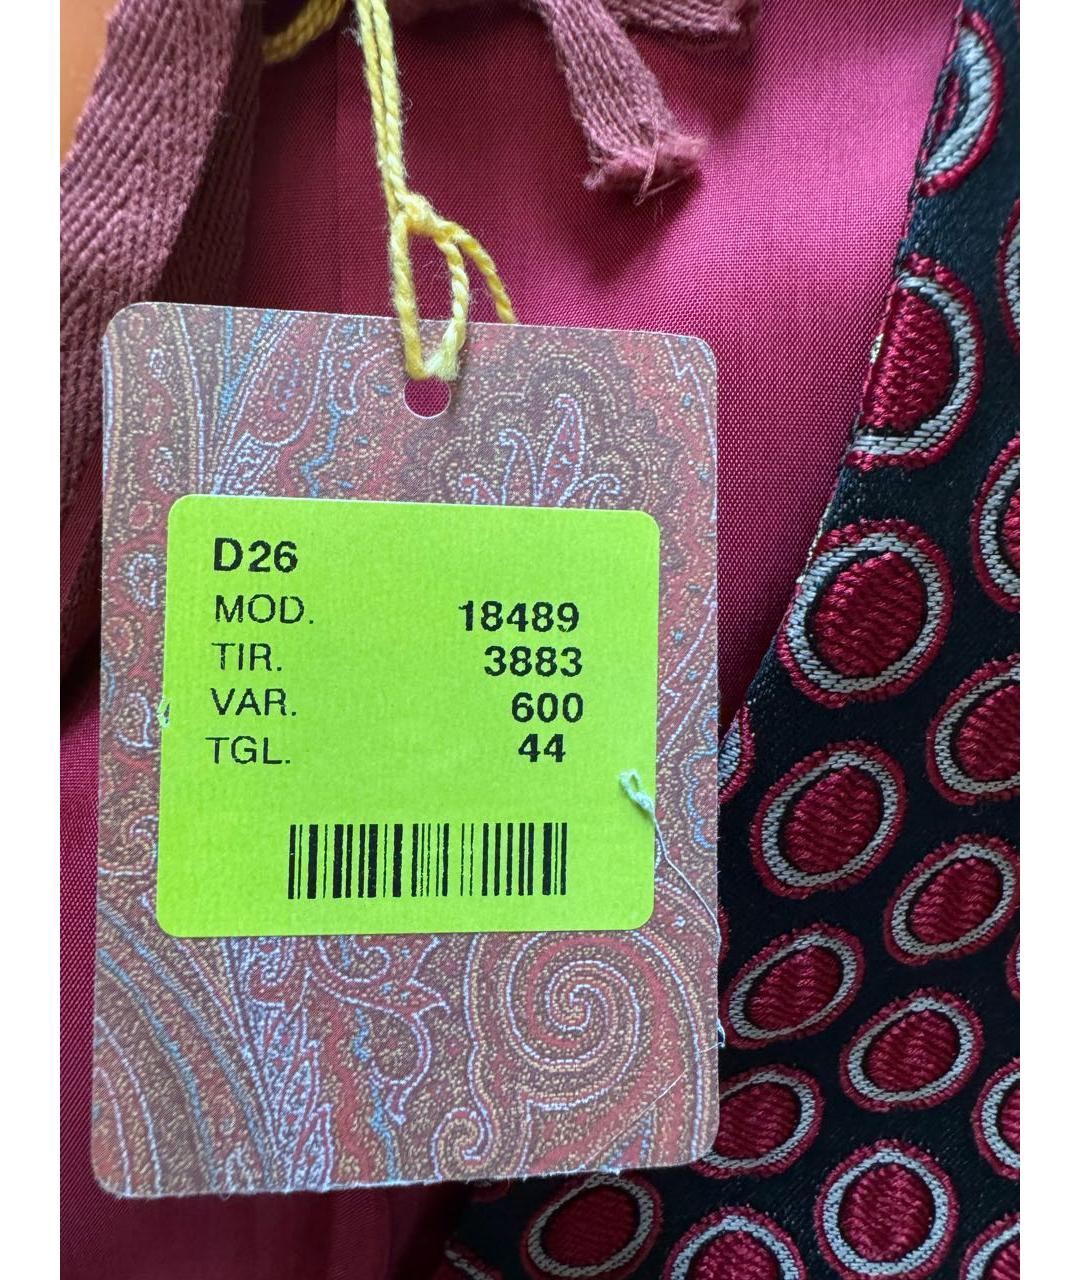 D26
MOD. 18489
TIR. 3883
VAR. 600
TGL. 44